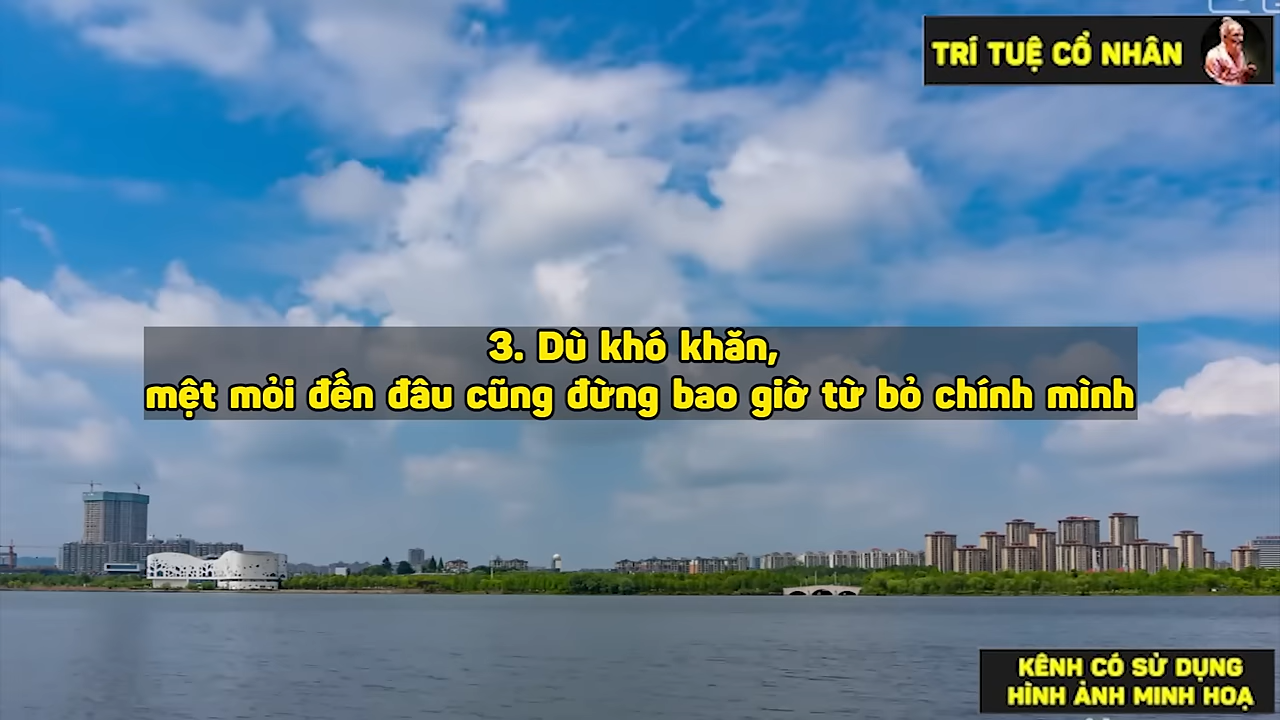 TRÍ TUỆ CỔ NHÂN
3. Dù khó khăn,
mệt mỏi đến đâu cũng đừng bao giờ từ bỏ chính mình
KÊNH CÓ SỬ DỤNG
HÌNH ẢNH MINH HOẠ